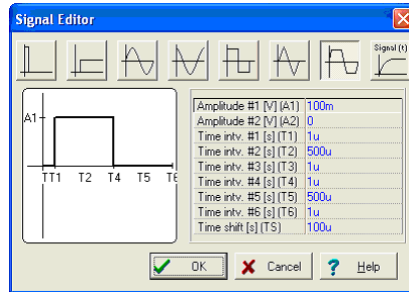 Signal Editor
Signal (t)
A1
TT1 T2 T4 T5 T6
Amplitude #1 [V] (A1) 100m
Amplitude #2 [V] (A2) 0
Time intv. #1 [s] (T1) 1u
Time intv. #2 [s] (T2) 500u
Time intv. #3 [s] (T3) 1u
Time intv. #4 [s] (T4) 1u
Time intv. #5 [s] (T5) 500u
Time intv. #6 [s] (T6) 1u
Time shift [s] (TS) 100u
OK Cancel ? Help